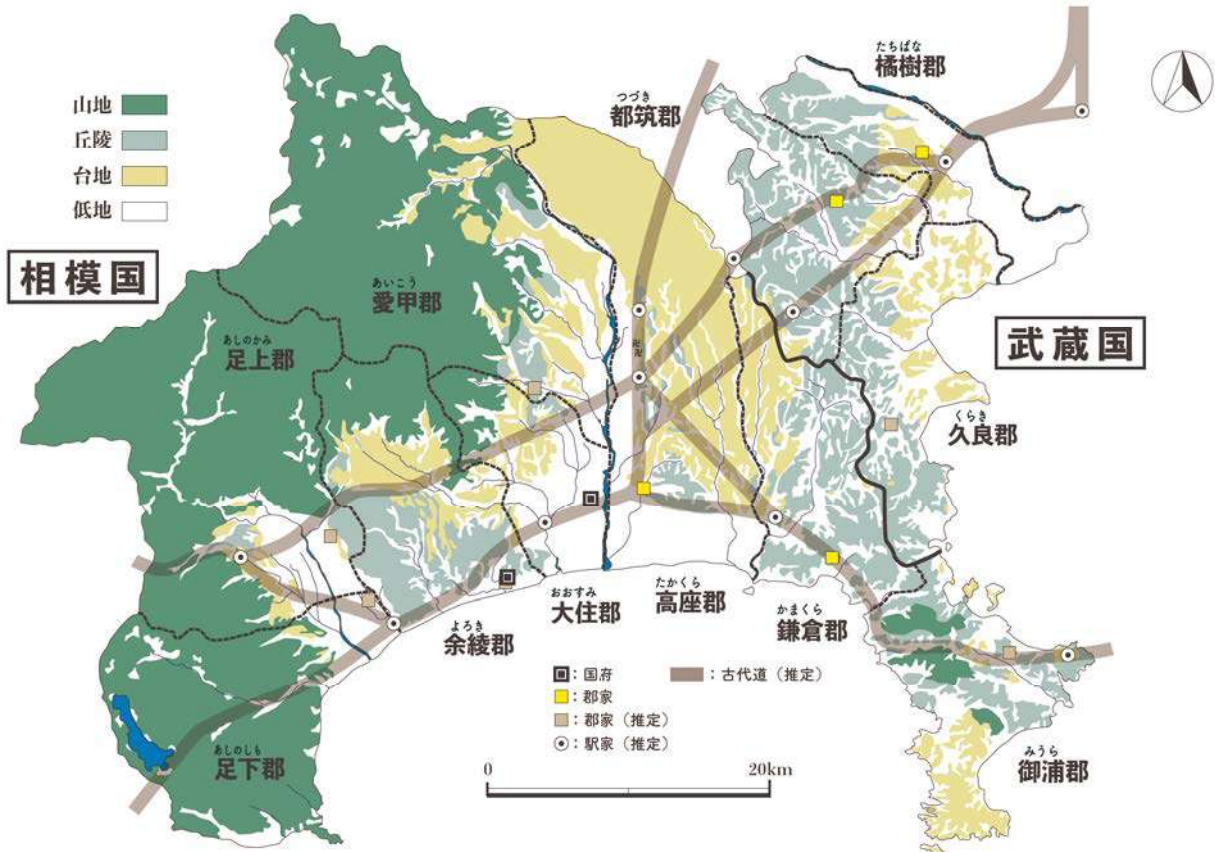 たちばな
橘樹郡
つづき
都筑郡
山地
丘陵
台地
低地
相模国
あいこう
愛甲郡
あしのかみ
足上郡
武蔵国
卍卍
くらき
久良郡
おおすみ
大住郡
たかくら
高座郡
かまくら
鎌倉郡
よろき
余綾郡
:国府
:古代道(推定)
:郡家
:郡家(推定)
:駅家(推定)
あしのしも
足下郡
0
20km
みうら
御浦郡